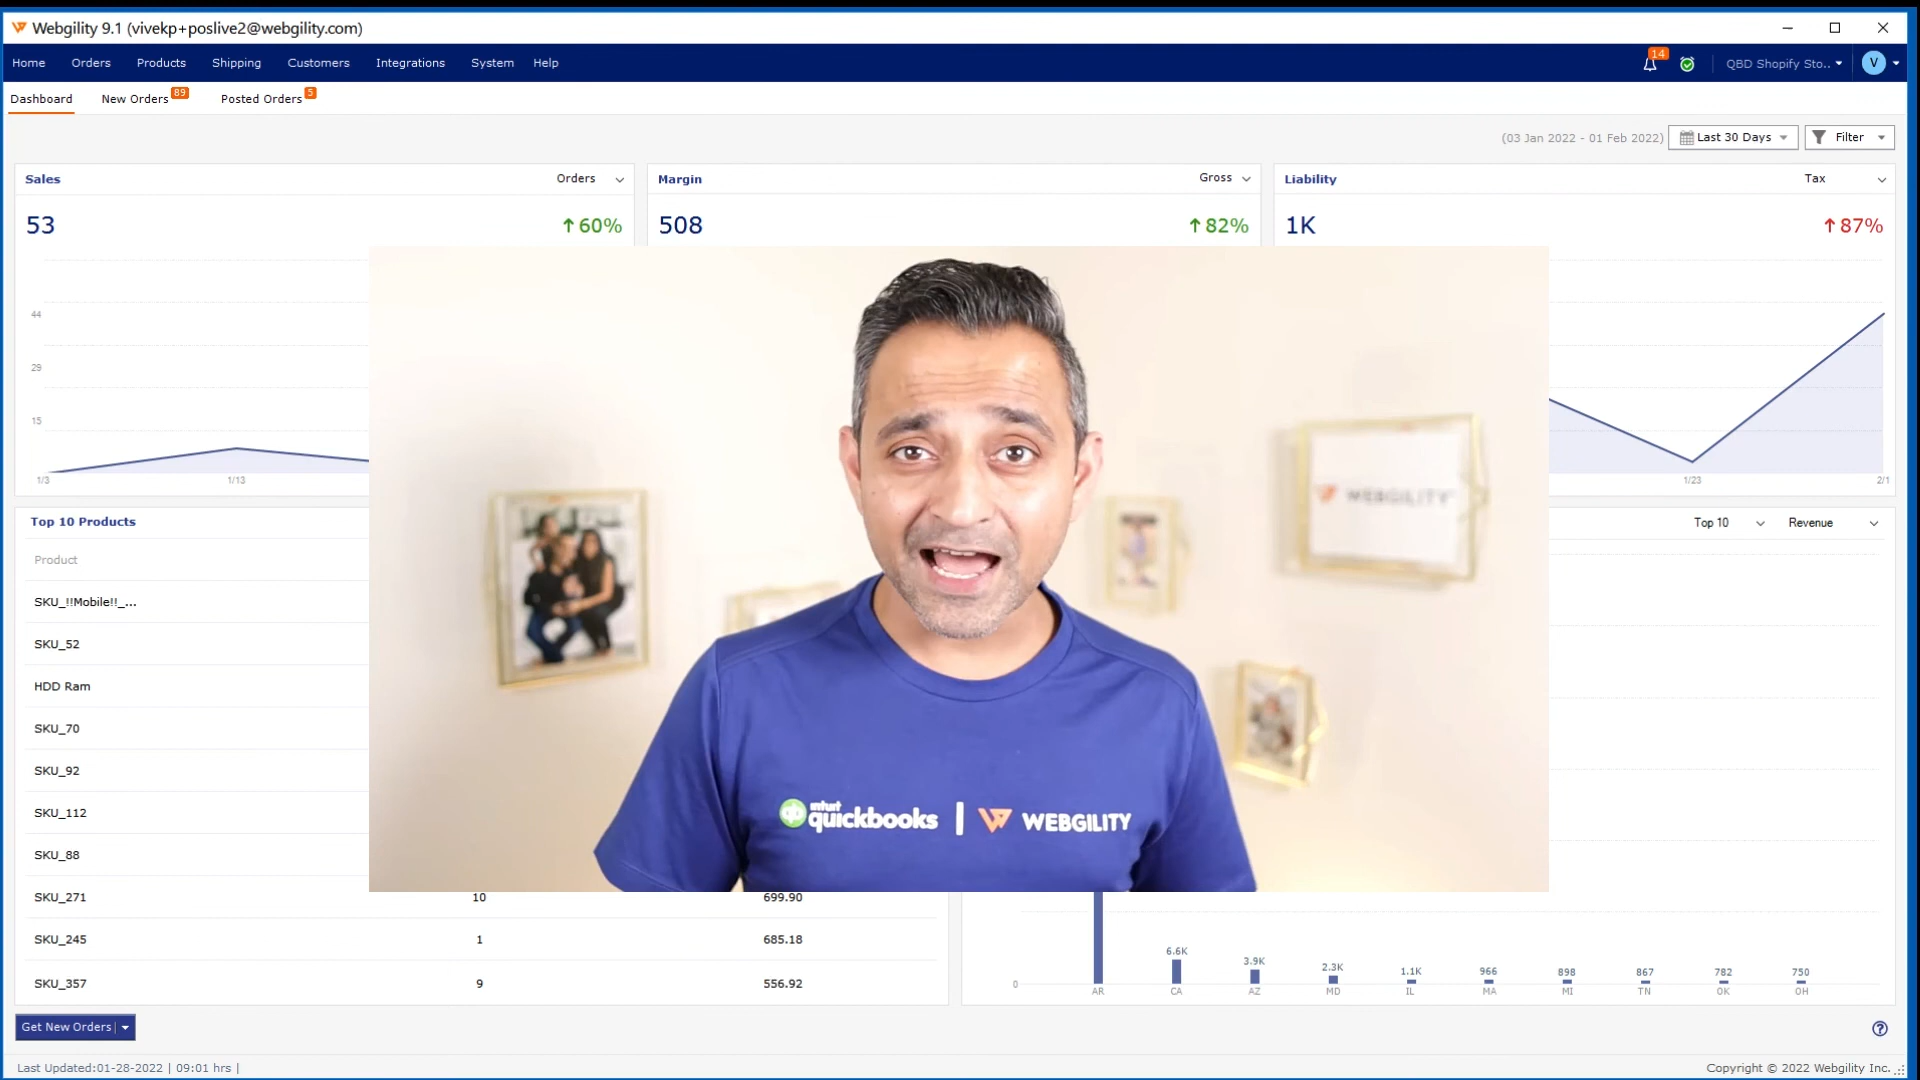 Webgility 9.1 (vivekp+poslive2@webgility.com)
Home Orders Products Shipping Customers Integrations System Help
14
QBD Shopify Sto.. V
Dashboard New Orders 89 Posted Orders 5
(03 Jan 2022 - 01 Feb 2022) Last 30 Days Filter
Sales Orders
53 60%
44
29
15
1/3 1/13
Margin Gross
508 82%
Liability Tax
1K 87%
1/23 2/1
Top 10 Products
Product
SKU_!!Mobile!!_...
SKU_52
HDD Ram
SKU_70
SKU_92
SKU_112
SKU_88
SKU_271 10 699.90
SKU_245 1 685.18
SKU_357 9 556.92
Top 10 Revenue
0
6.6K 3.9K 2.3K 1.1K 966 898 867 782 750
AR CA AZ MD IL MA MI TN OK OH
WEBGILITY
intuit
quickbooks | WEBGILITY
Get New Orders
?
Last Updated:01-28-2022 | 09:01 hrs |
Copyright © 2022 Webgility Inc.